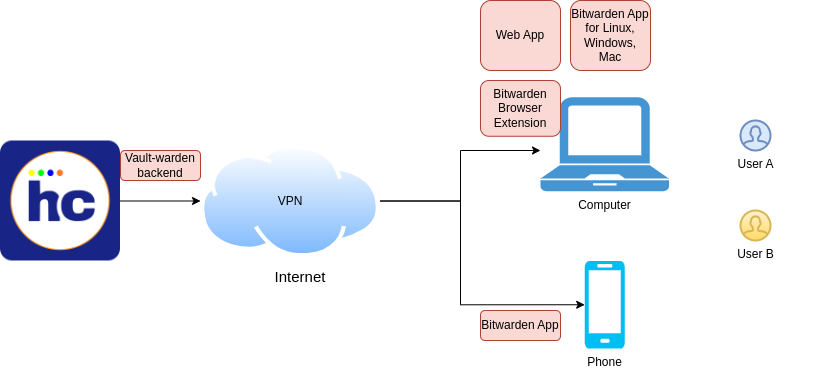 Web App
Bitwarden App
for Linux,
Windows,
Mac
Bitwarden
Browser
Extension
hc
Vault-warden
backend
VPN
Internet
Computer
User A
User B
Bitwarden App
Phone